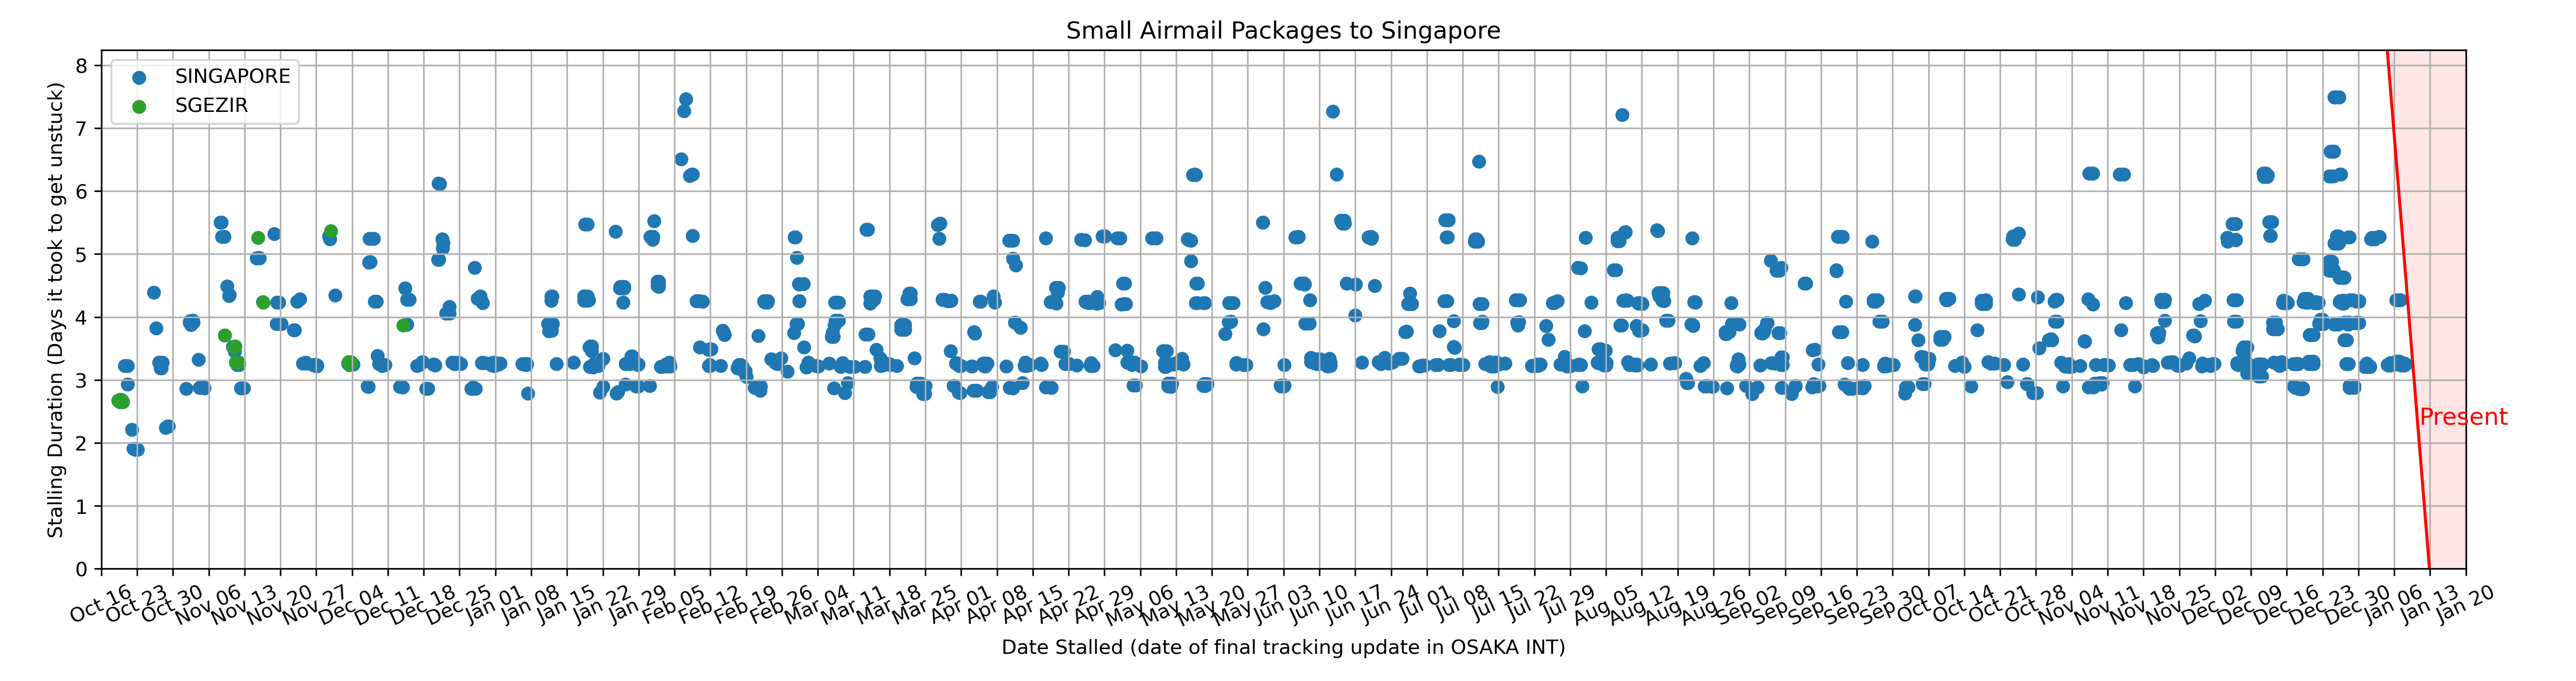 Small Airmail Packages to Singapore
SINGAPORE
SGEZIR
Stalling Duration (Days it took to get unstuck)
8
7
6
5
4
3
2
1
0
Present
Oct 16 Oct 23 Oct 30 Nov 06 Nov 13 Nov 20 Nov 27 Dec 04 Dec 11 Dec 18 Dec 25 Jan 01 Jan 08 Jan 15 Jan 22 Jan 29 Feb 05 Feb 12 Feb 19 Feb 26 Mar 04 Mar 11 Mar 18 Mar 25 Apr 01 Apr 08 Apr 15 Apr 22 Apr 29 May 06 May 13 May 20 May 27 Jun 03 Jun 10 Jun 17 Jun 24 Jul 01 Jul 08 Jul 15 Jul 22 Jul 29 Aug 05 Aug 12 Aug 19 Aug 26 Sep 02 Sep 09 Sep 16 Sep 23 Sep 30 Oct 07 Oct 14 Oct 21 Oct 28 Nov 04 Nov 11 Nov 18 Nov 25 Dec 02 Dec 09 Dec 16 Dec 23 Dec 30 Jan 06 Jan 13 Jan 20
Date Stalled (date of final tracking update in OSAKA INT)